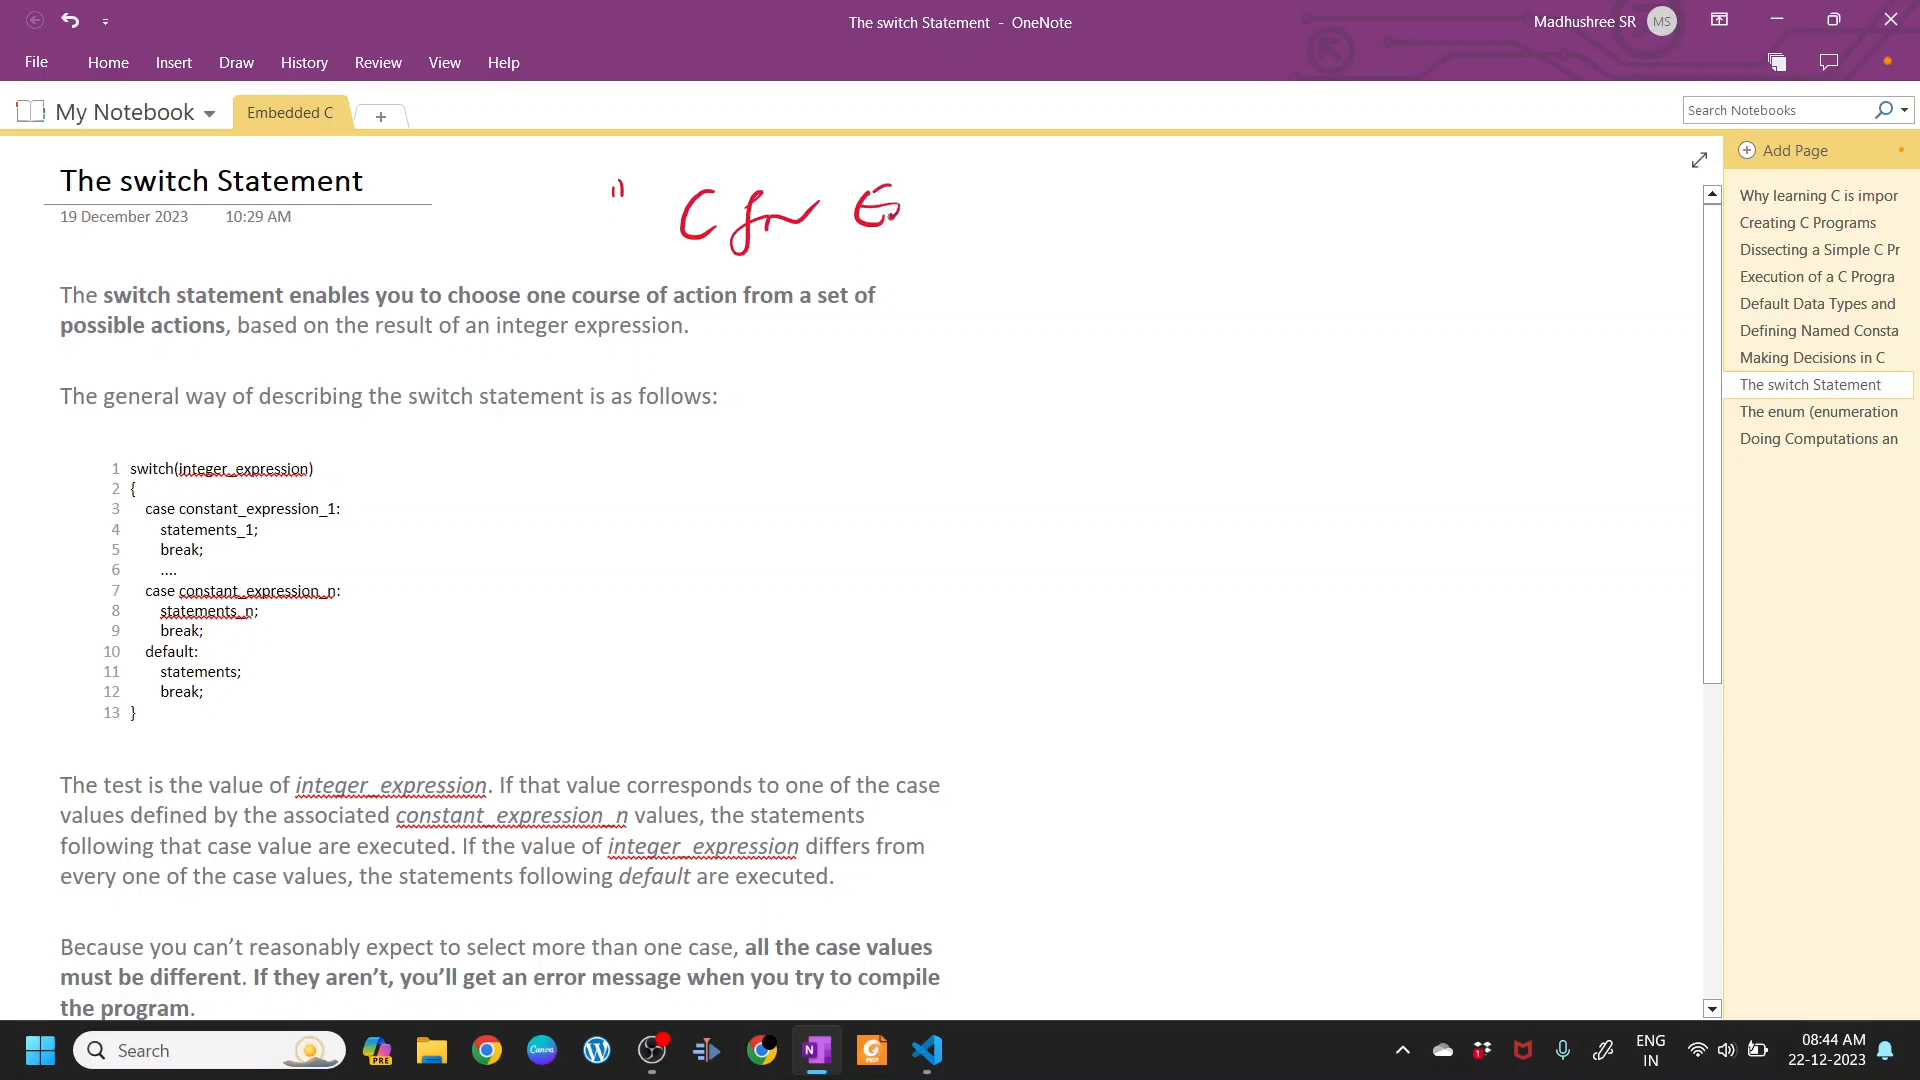 The switch Statement - OneNote
Madhushree SR
MS
File
Home
Insert
Draw
History
Review
View
Help
My Notebook
Embedded C
+
Search Notebooks
Add Page
The switch Statement
19 December 2023
10:29 AM
" C for E
The switch statement enables you to choose one course of action from a set of
possible actions, based on the result of an integer expression.
The general way of describing the switch statement is as follows:
1 switch(integer_expression)
2 {
3 case constant_expression_1:
4 statements_1;
5 break;
6 ....
7 case constant_expression_n:
8 statements_n;
9 break;
10 default:
11 statements;
12 break;
13 }
The test is the value of integer_expression. If that value corresponds to one of the case
values defined by the associated constant_expression_n values, the statements
following that case value are executed. If the value of integer_expression differs from
every one of the case values, the statements following default are executed.
Because you can’t reasonably expect to select more than one case, all the case values
must be different. If they aren’t, you’ll get an error message when you try to compile
the program.
Why learning C is impor
Creating C Programs
Dissecting a Simple C Pr
Execution of a C Progra
Default Data Types and
Defining Named Consta
Making Decisions in C
The switch Statement
The enum (enumeration
Doing Computations an
Search
PRE
Canva
N
PDF
1
ENG
IN
08:44 AM
22-12-2023